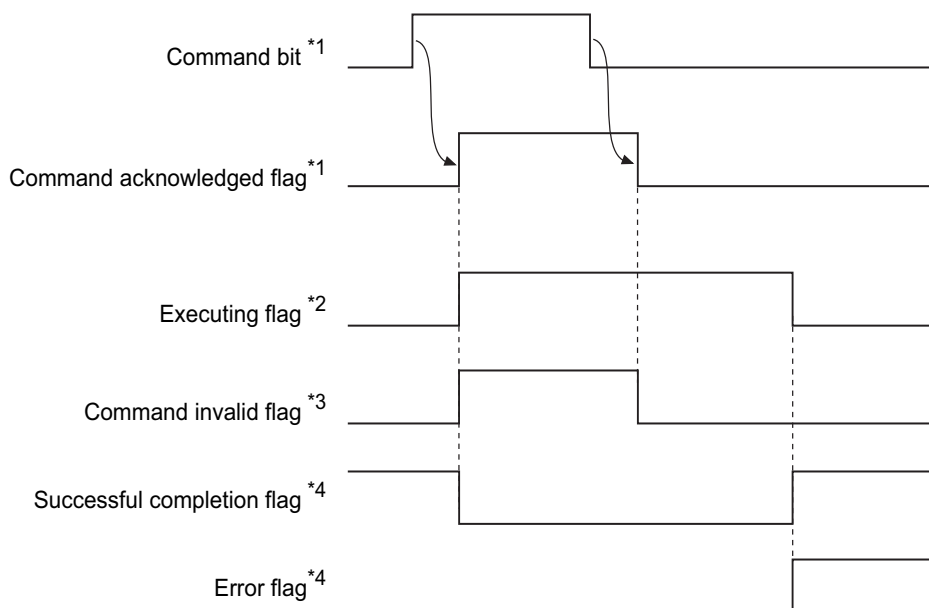 Command bit *1
Command acknowledged flag *1
Executing flag *2
Command invalid flag *3
Successful completion flag *4
Error flag*4